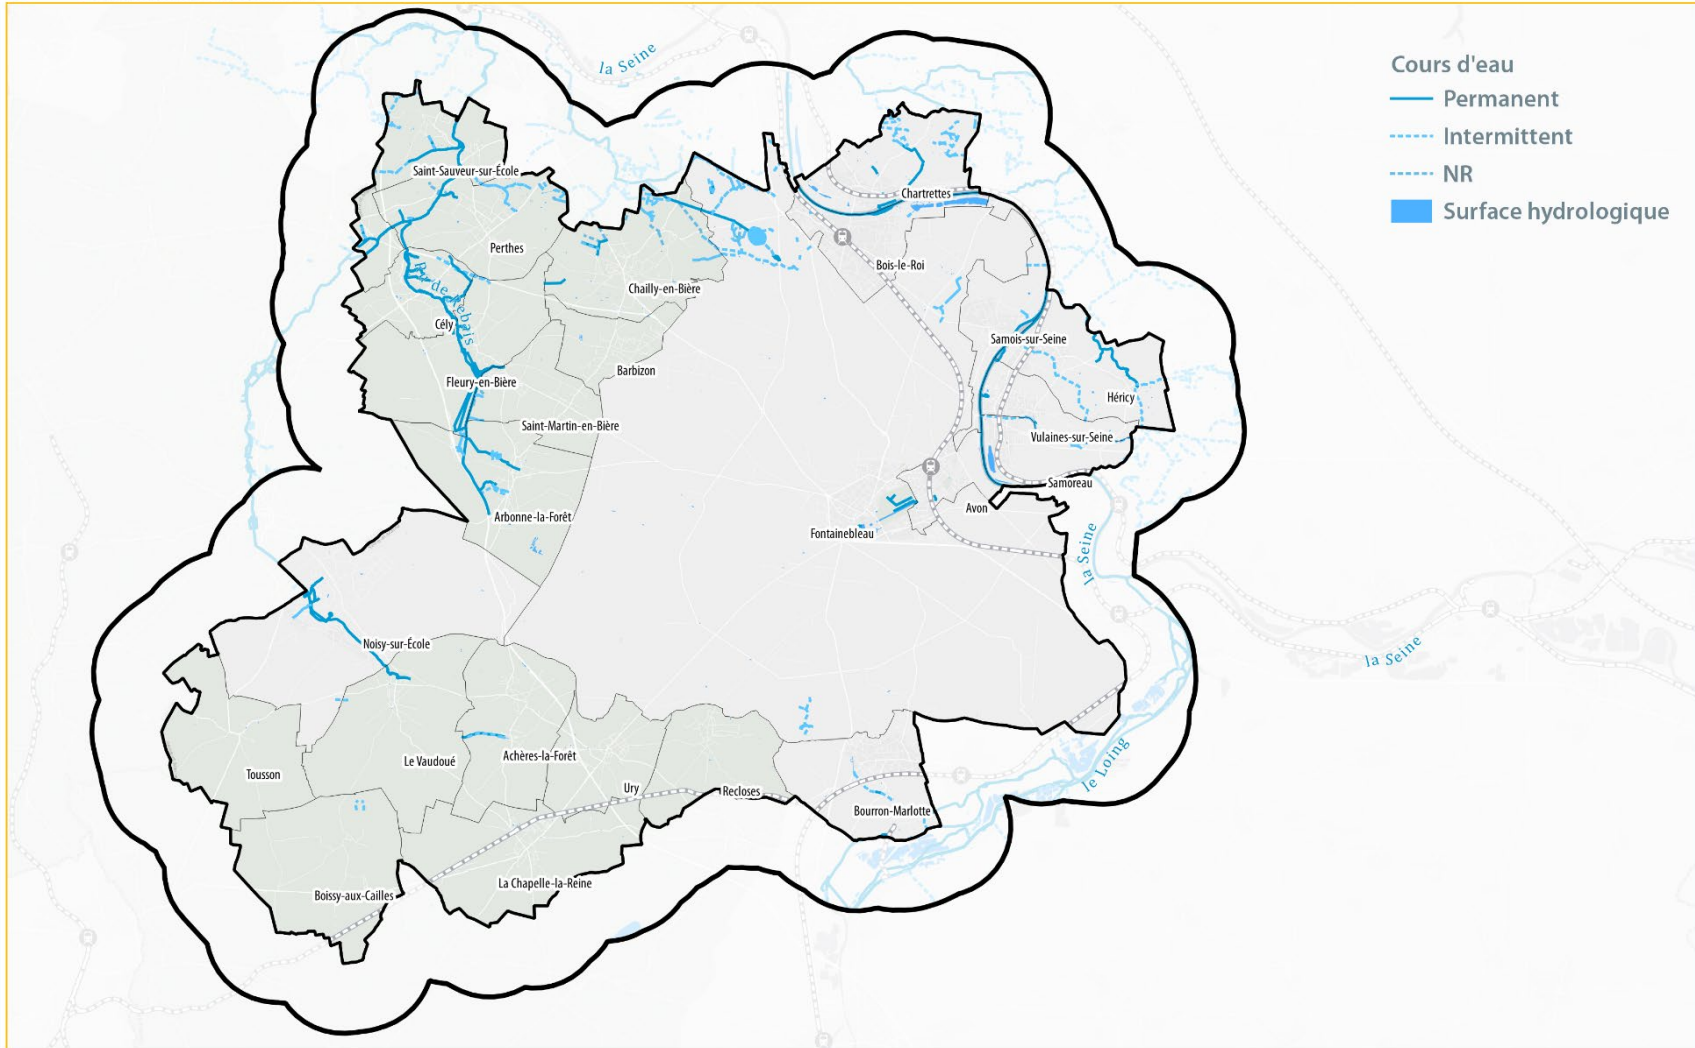 la Seine
Cours d'eau
Permanent
Intermittent
NR
Surface hydrologique
Saint-Sauveur-sur-École
Chartrettes
Perthes
Bois-le-Roi
Chailly-en-Bière
Ru de Rebais
Cély
Samois-sur-Seine
Barbizon
Fleury-en-Bière
Héricy
Saint-Martin-en-Bière
Vulaines-sur-Seine
Samoreau
Avon
Arbonne-la-Forêt
Fontainebleau
la Seine
Noisy-sur-École
la Seine
Le Vaudoué
Achères-la-Forêt
Tousson
le Loing
Ury
Recloses
Bourron-Marlotte
La Chapelle-la-Reine
Boissy-aux-Cailles